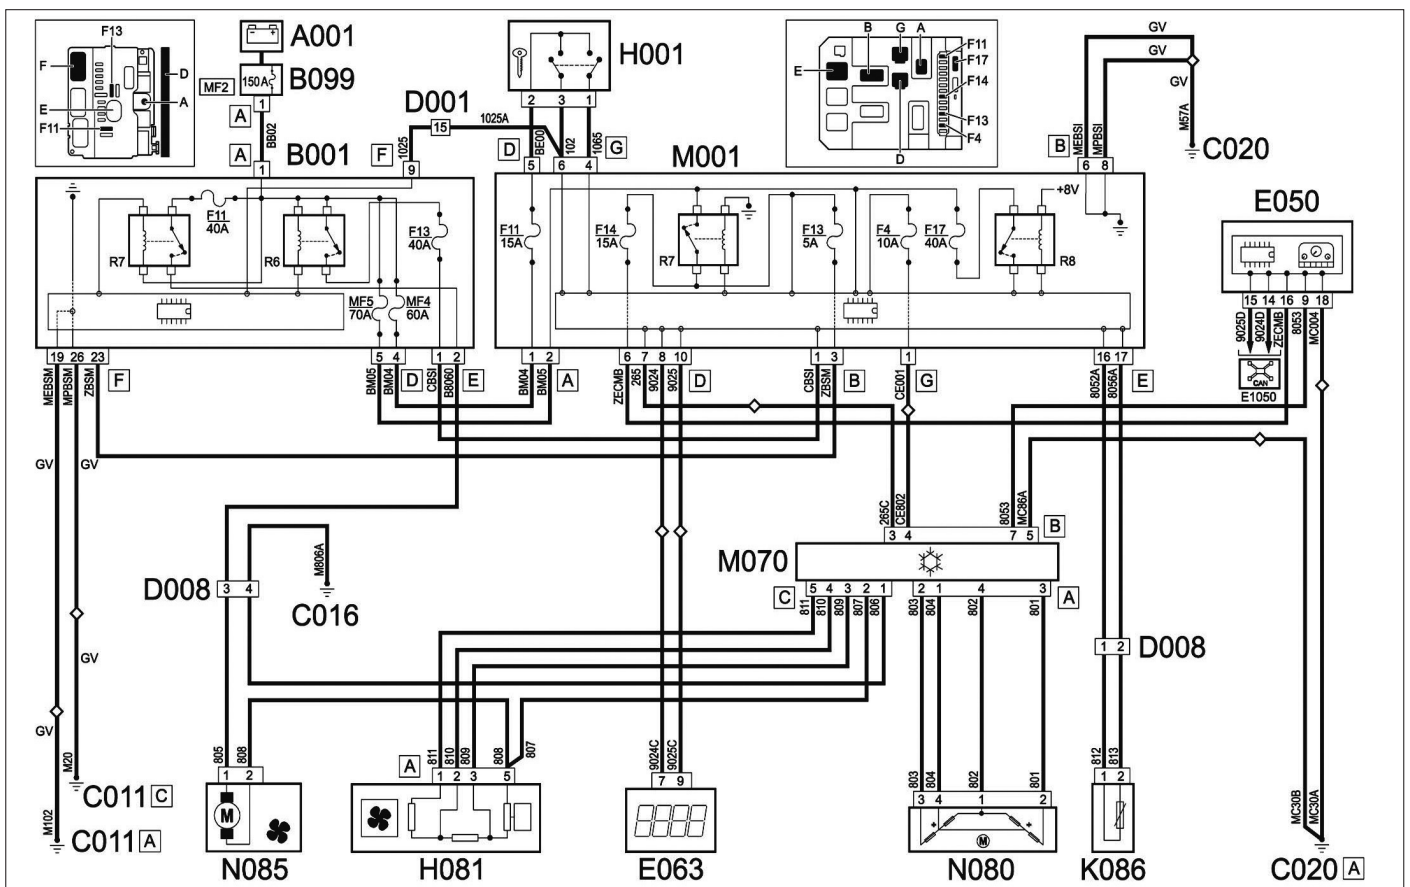 F13
F
D
E
A
F11
A001
MF2
150A
B099
1
A
BB02
A
1
B001
D001
15
1025A
1025
F
9
H001
2 3 1
BE00
102
1065
D
5 6 4
G
M001
B G A
E
D
F11
F17
F14
F13
F4
GV
GV
GV
MEBSI
MPBSI
M57A
C020
B
6 8
E050
15 14 16 9 18
9025D
9024D
ZECMB
8053
MC004
CAN
E1050
F11
40A
R7
R6
F13
40A
MF5
70A
MF4
60A
F11
15A
F14
15A
R7
F13
5A
F4
10A
F17
40A
+8V
R8
19 26 23
F
MEBSM
MPBSM
ZBSM
5 4
D
BM05
BM04
1 2
E
CBSI
B8060
1 2
A
BM04
BM05
6 7 8 10
D
ZECMB
265
9024
9025
1 3
B
CBSI
ZBSM
1
G
CE001
16 17
E
8052A
8056A
GV
GV
GV
GV
265C
CE802
8053
MC86A
3 4
7 5
B
M070
C
5 4 3 2 1
811
810
809
807
806
2 1 4 3
A
803
804
802
801
M806A
D008
3 4
C016
1 2
D008
M20
C011 C
M102
C011 A
805
808
1 2
M
N085
A
811
810
809
808
807
1 2 3 5
H081
9024C
9025C
7 9
E063
803
804
802
801
3 4 1 2
+ +
M
N080
812
813
1 2
K086
MC30B
MC30A
C020 A